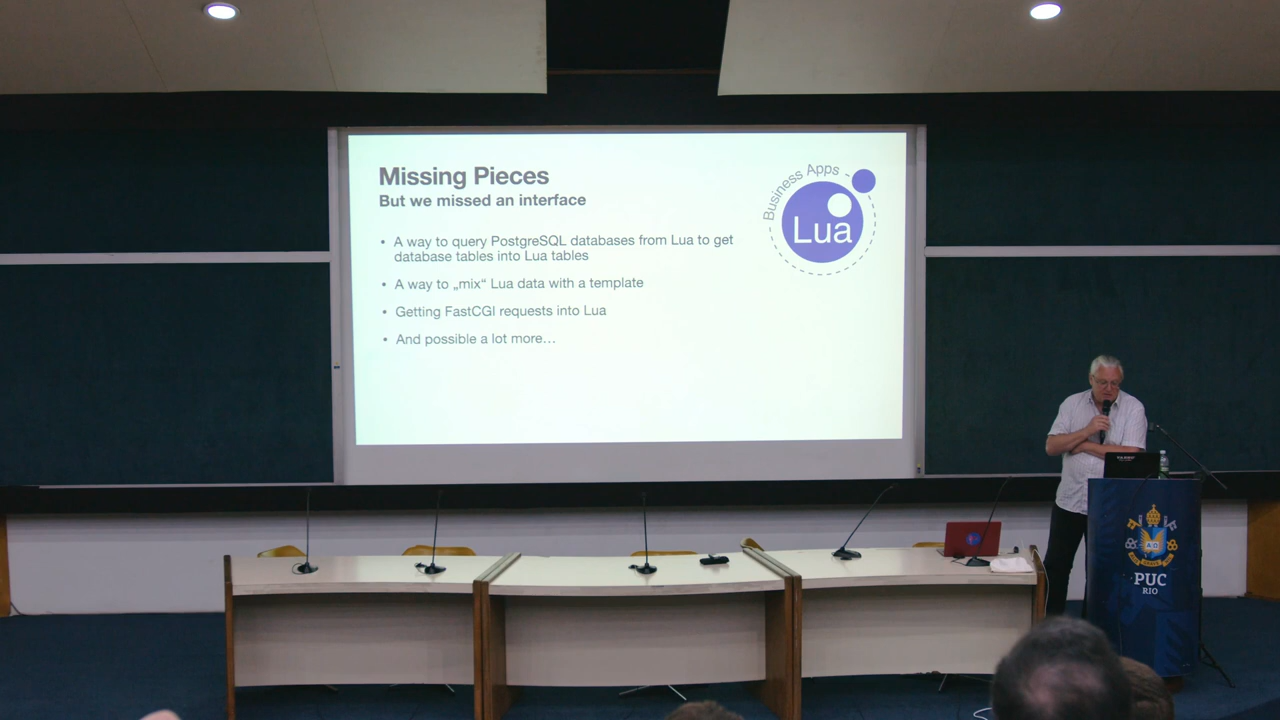 Missing Pieces
But we missed an interface
Business Apps
Lua
• A way to query PostgreSQL databases from Lua to get
database tables into Lua tables
• A way to „mix“ Lua data with a template
• Getting FastCGI requests into Lua
• And possible a lot more…
PUC
RIO